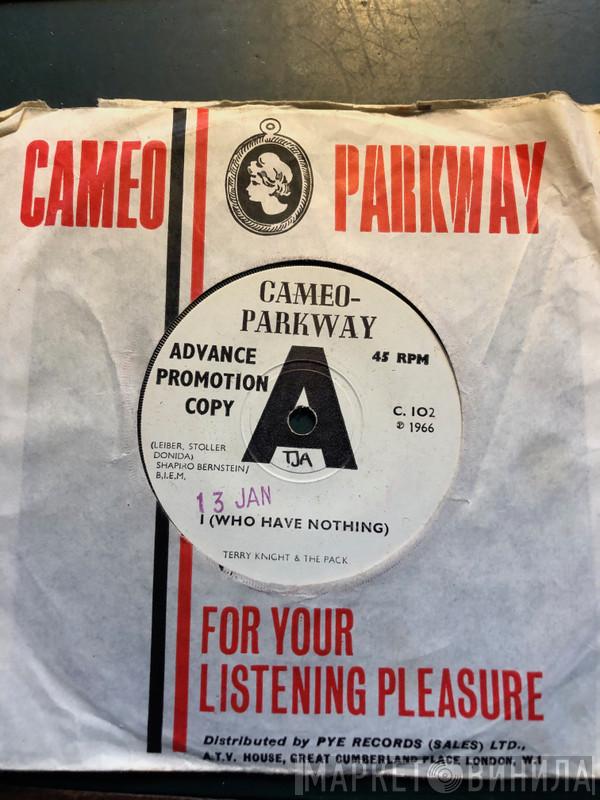 CAMEO PARKWAY
CAMEO-
PARKWAY
ADVANCE
PROMOTION
COPY
45 RPM
A
C. 102
℗ 1966
(LEIBER, STOLLER
DONIDA)
SHAPIRO BERNSTEIN/
B.I.E.M.
TJA
13 JAN
I (WHO HAVE NOTHING)
TERRY KNIGHT & THE PACK
FOR YOUR
LISTENING PLEASURE
Distributed by PYE RECORDS (SALES) LTD.,
A.T.V. HOUSE, GREAT CUMBERLAND PLACE LONDON, W.1
МАРКЕТ ВИНИЛА